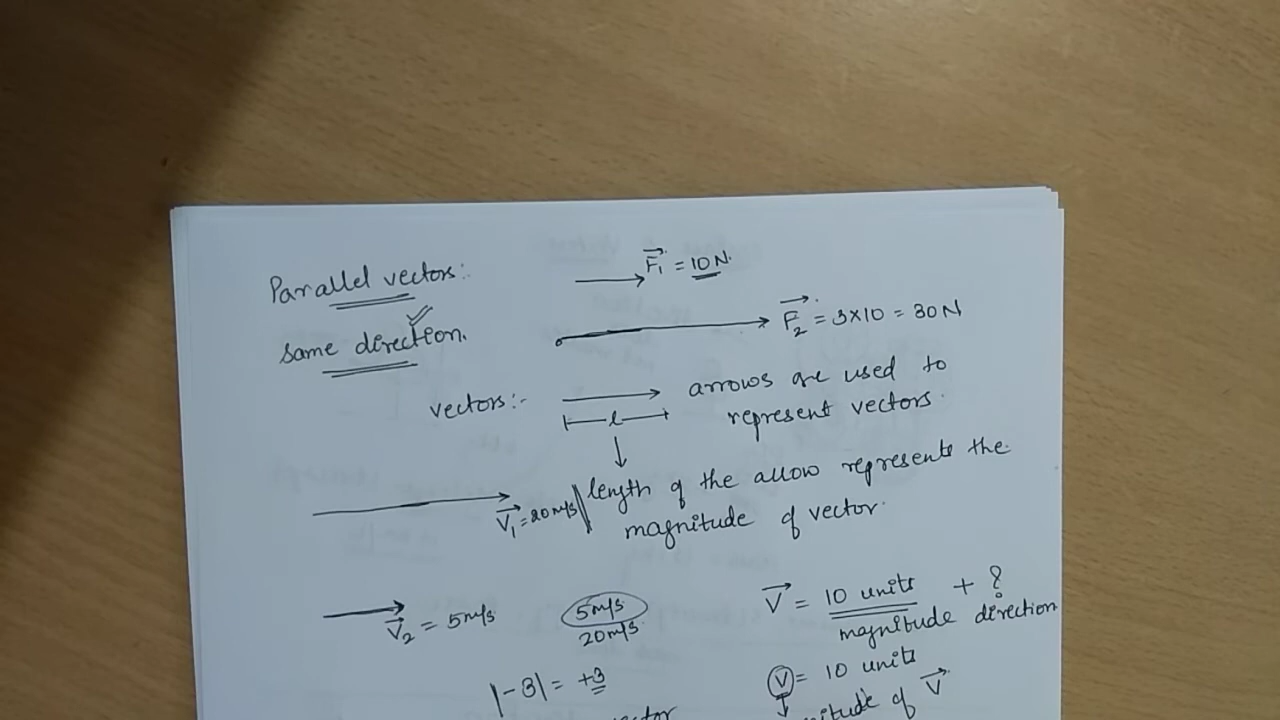 Parallel vectors:
F₁ = 10N.
same direction.
F₂ = 3×10 = 30N
vectors:- arrows are used to
represent vectors.
l
length of the allow represents the
magnitude of vector.
V₁ = 20m/s
V₂ = 5m/s
5m/s
20m/s
V = 10 units + ?
magnitude direction
|-3| = +3
V = 10 units
of V